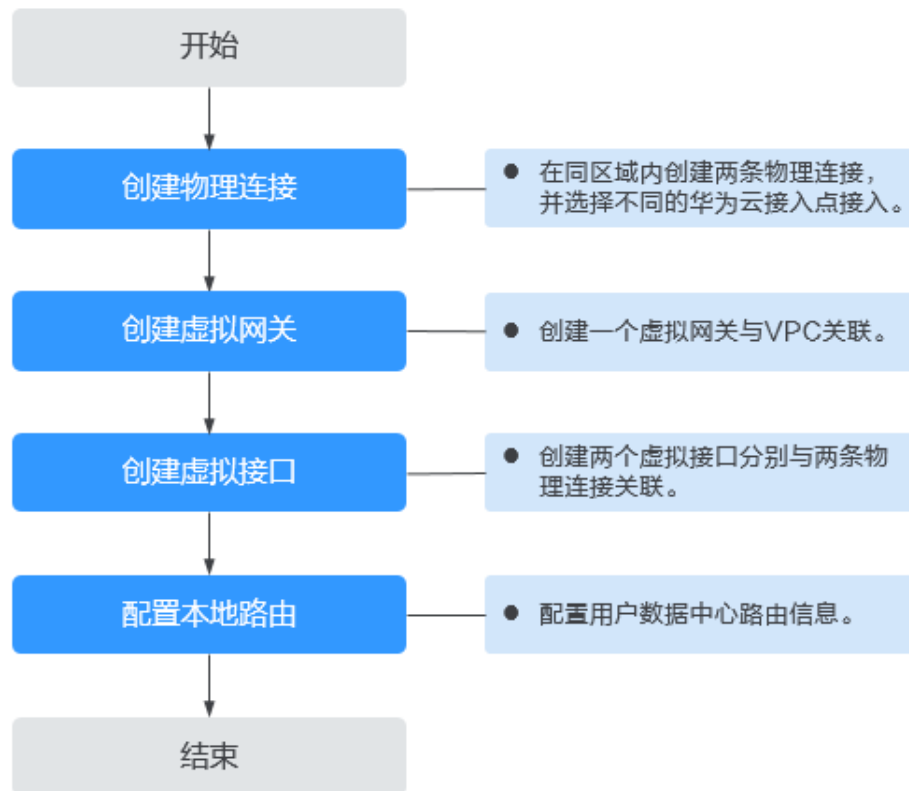 开始
创建物理连接
● 在同区域内创建两条物理连接，
并选择不同的华为云接入点接入。
创建虚拟网关
● 创建一个虚拟网关与VPC关联。
创建虚拟接口
● 创建两个虚拟接口分别与两条物
理连接关联。
配置本地路由
● 配置用户数据中心路由信息。
结束